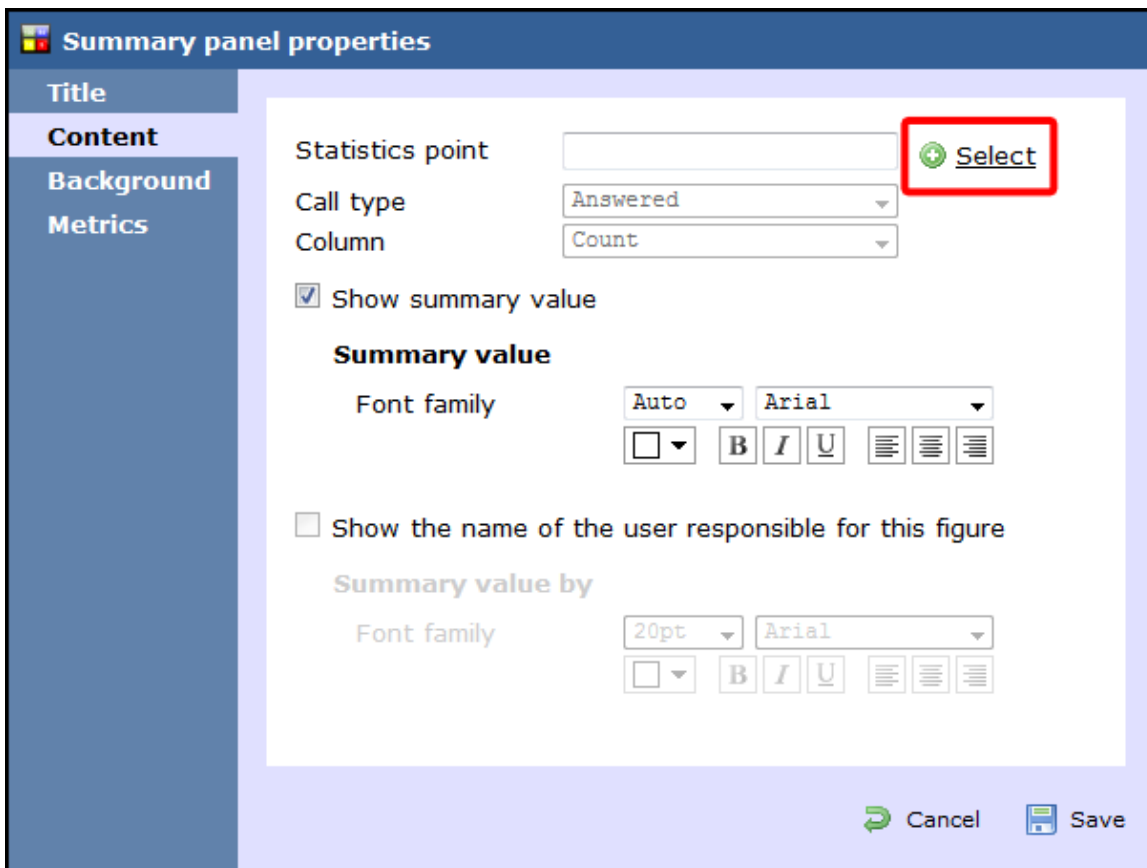 Summary panel properties
Title
Content
Background
Metrics
Statistics point
Select
Call type Answered
Column Count
Show summary value
Summary value
Font family Auto Arial
B I U
Show the name of the user responsible for this figure
Summary value by
Font family 20pt Arial
B I U
Cancel Save